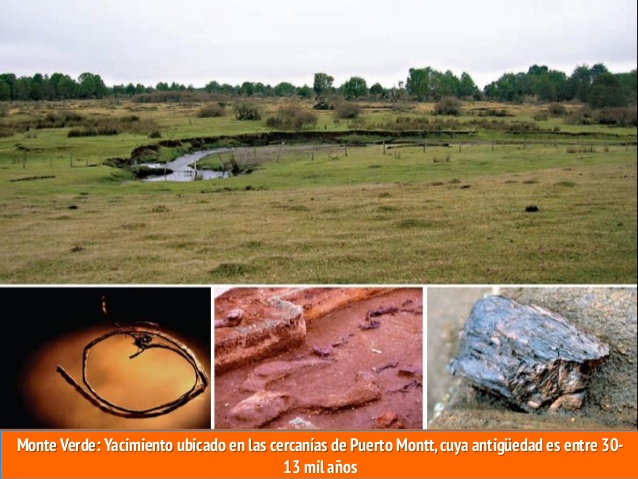 Monte Verde: Yacimiento ubicado en las cercanías de Puerto Montt, cuya antigüedad es entre 30-
13 mil años